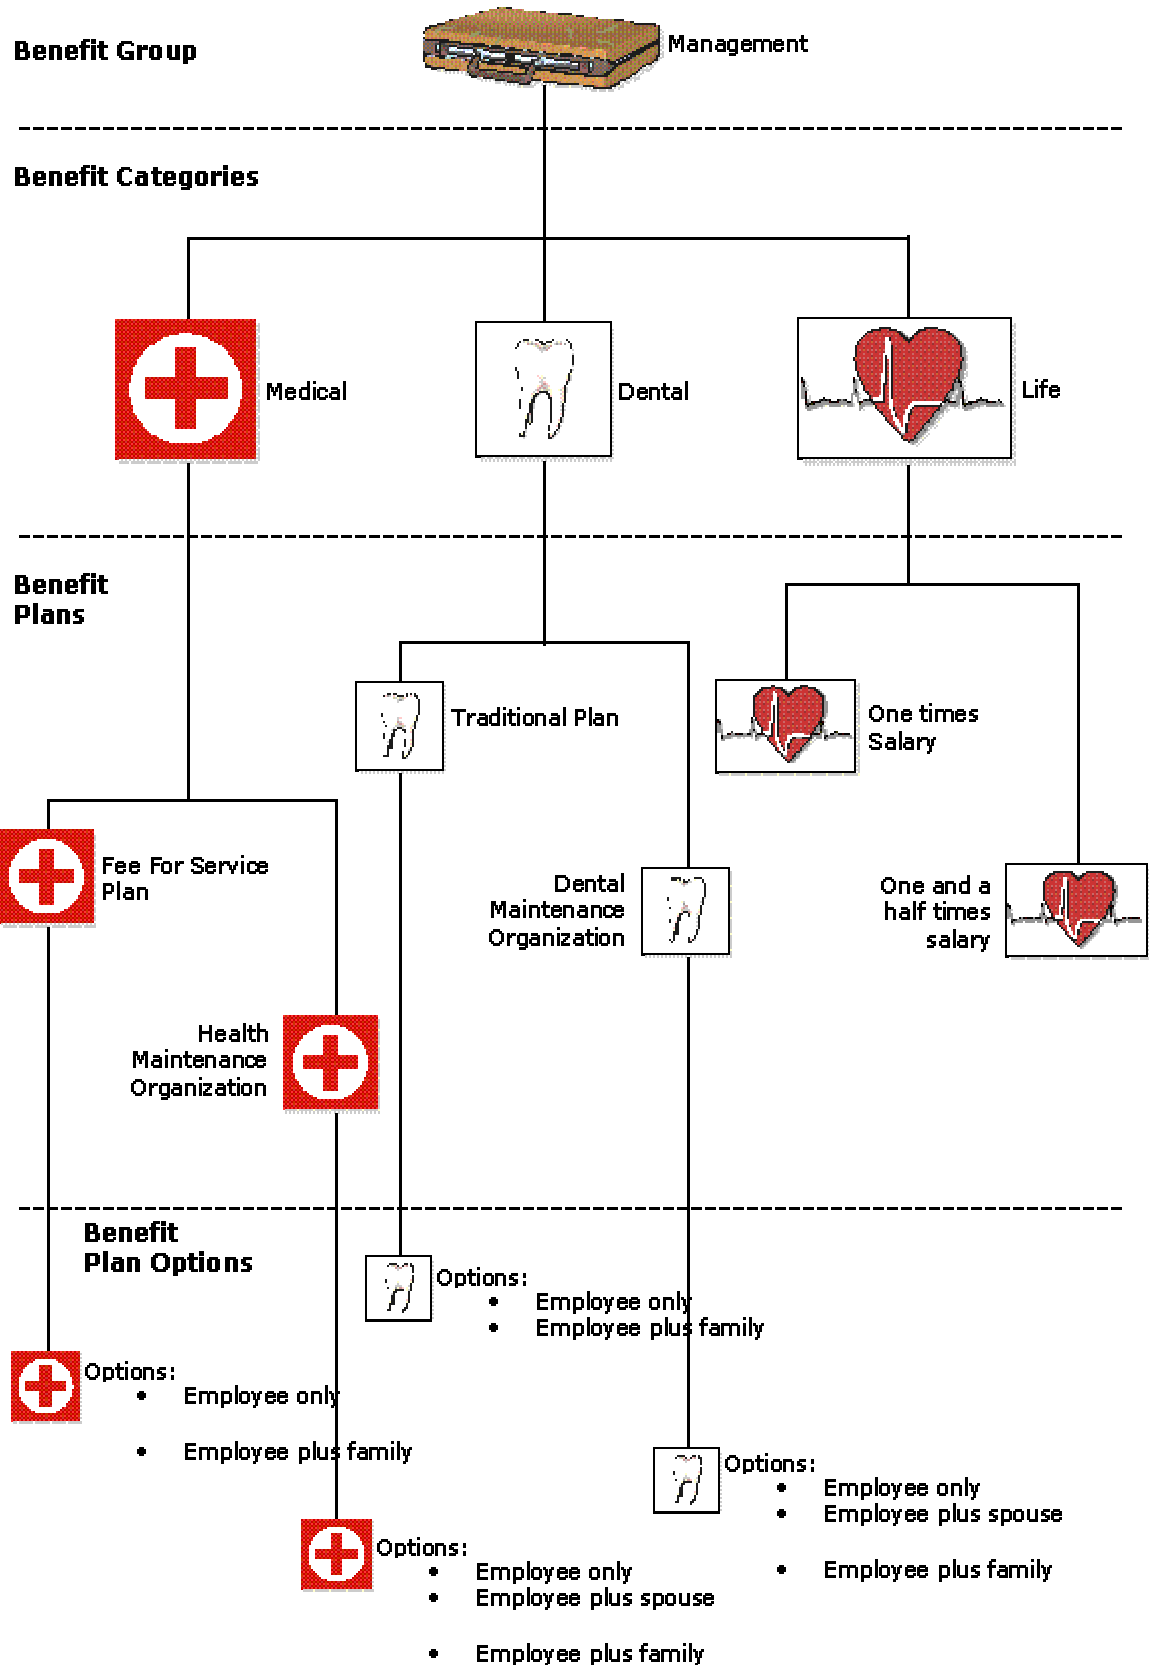 Benefit Group
Management
Benefit Categories
Medical
Dental
Life
Benefit
Plans
Traditional Plan
One times
Salary
Fee For Service
Plan
Dental
Maintenance
Organization
One and a
half times
salary
Health
Maintenance
Organization
Benefit
Plan Options
Options:
• Employee only
• Employee plus family
Options:
• Employee only
• Employee plus family
Options:
• Employee only
• Employee plus spouse
• Employee plus family
Options:
• Employee only
• Employee plus spouse
• Employee plus family